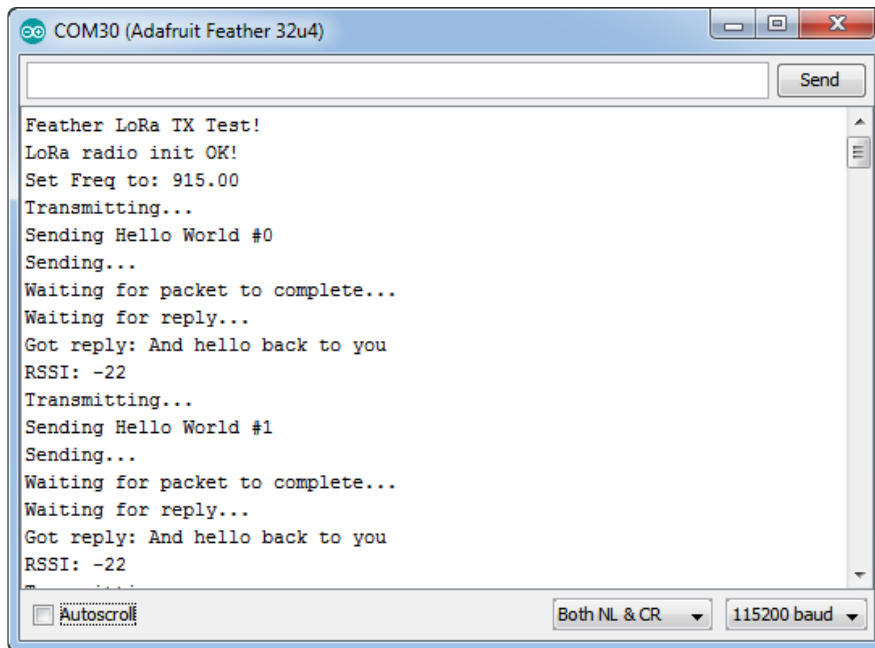 COM30 (Adafruit Feather 32u4)
Send
Feather LoRa TX Test!
LoRa radio init OK!
Set Freq to: 915.00
Transmitting...
Sending Hello World #0
Sending...
Waiting for packet to complete...
Waiting for reply...
Got reply: And hello back to you
RSSI: -22
Transmitting...
Sending Hello World #1
Sending...
Waiting for packet to complete...
Waiting for reply...
Got reply: And hello back to you
RSSI: -22
Autoscroll Both NL & CR 115200 baud